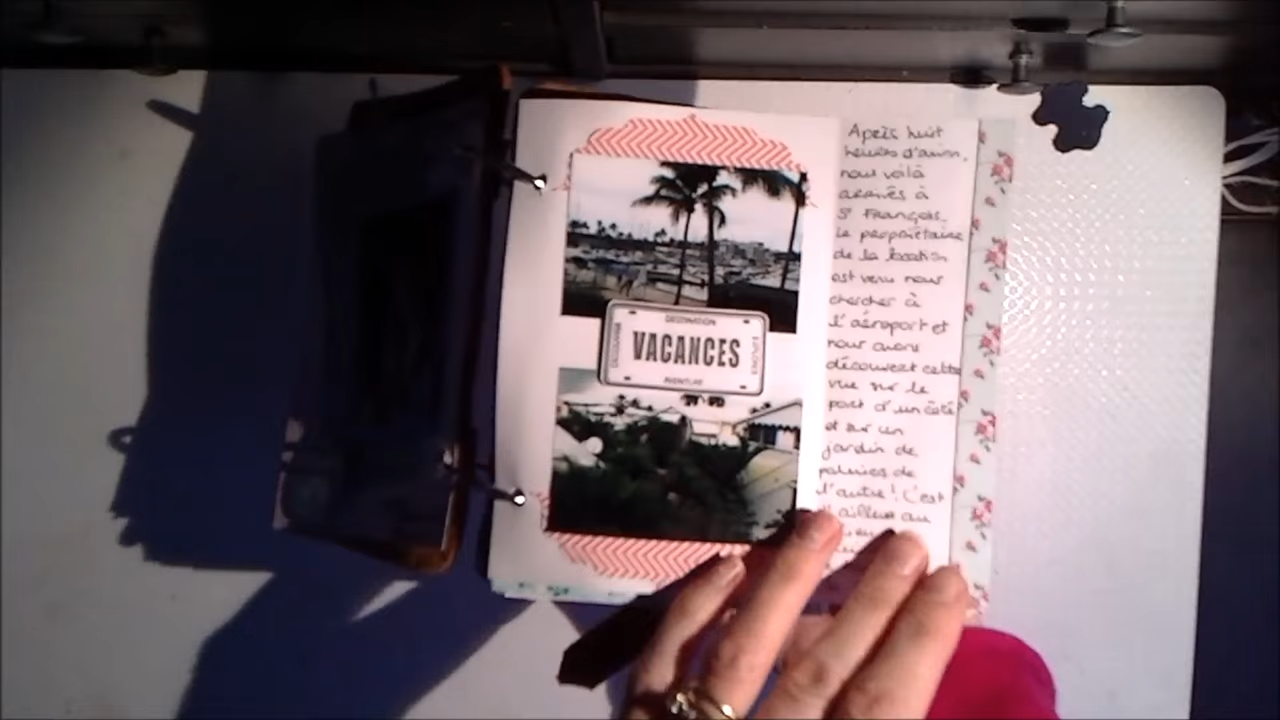 DESTINATION
VACANCES
AVENTURE
Après huit
heures d'avion,
nous voilà
arrivés à
St François.
Le propriétaire
de la location
est venu nous
chercher à
l'aéroport et
nous avons
découvert cette
vue sur le
port d'un côté
et sur un
jardin de
palmiers de
l'autre! C'est
d'ailleurs au